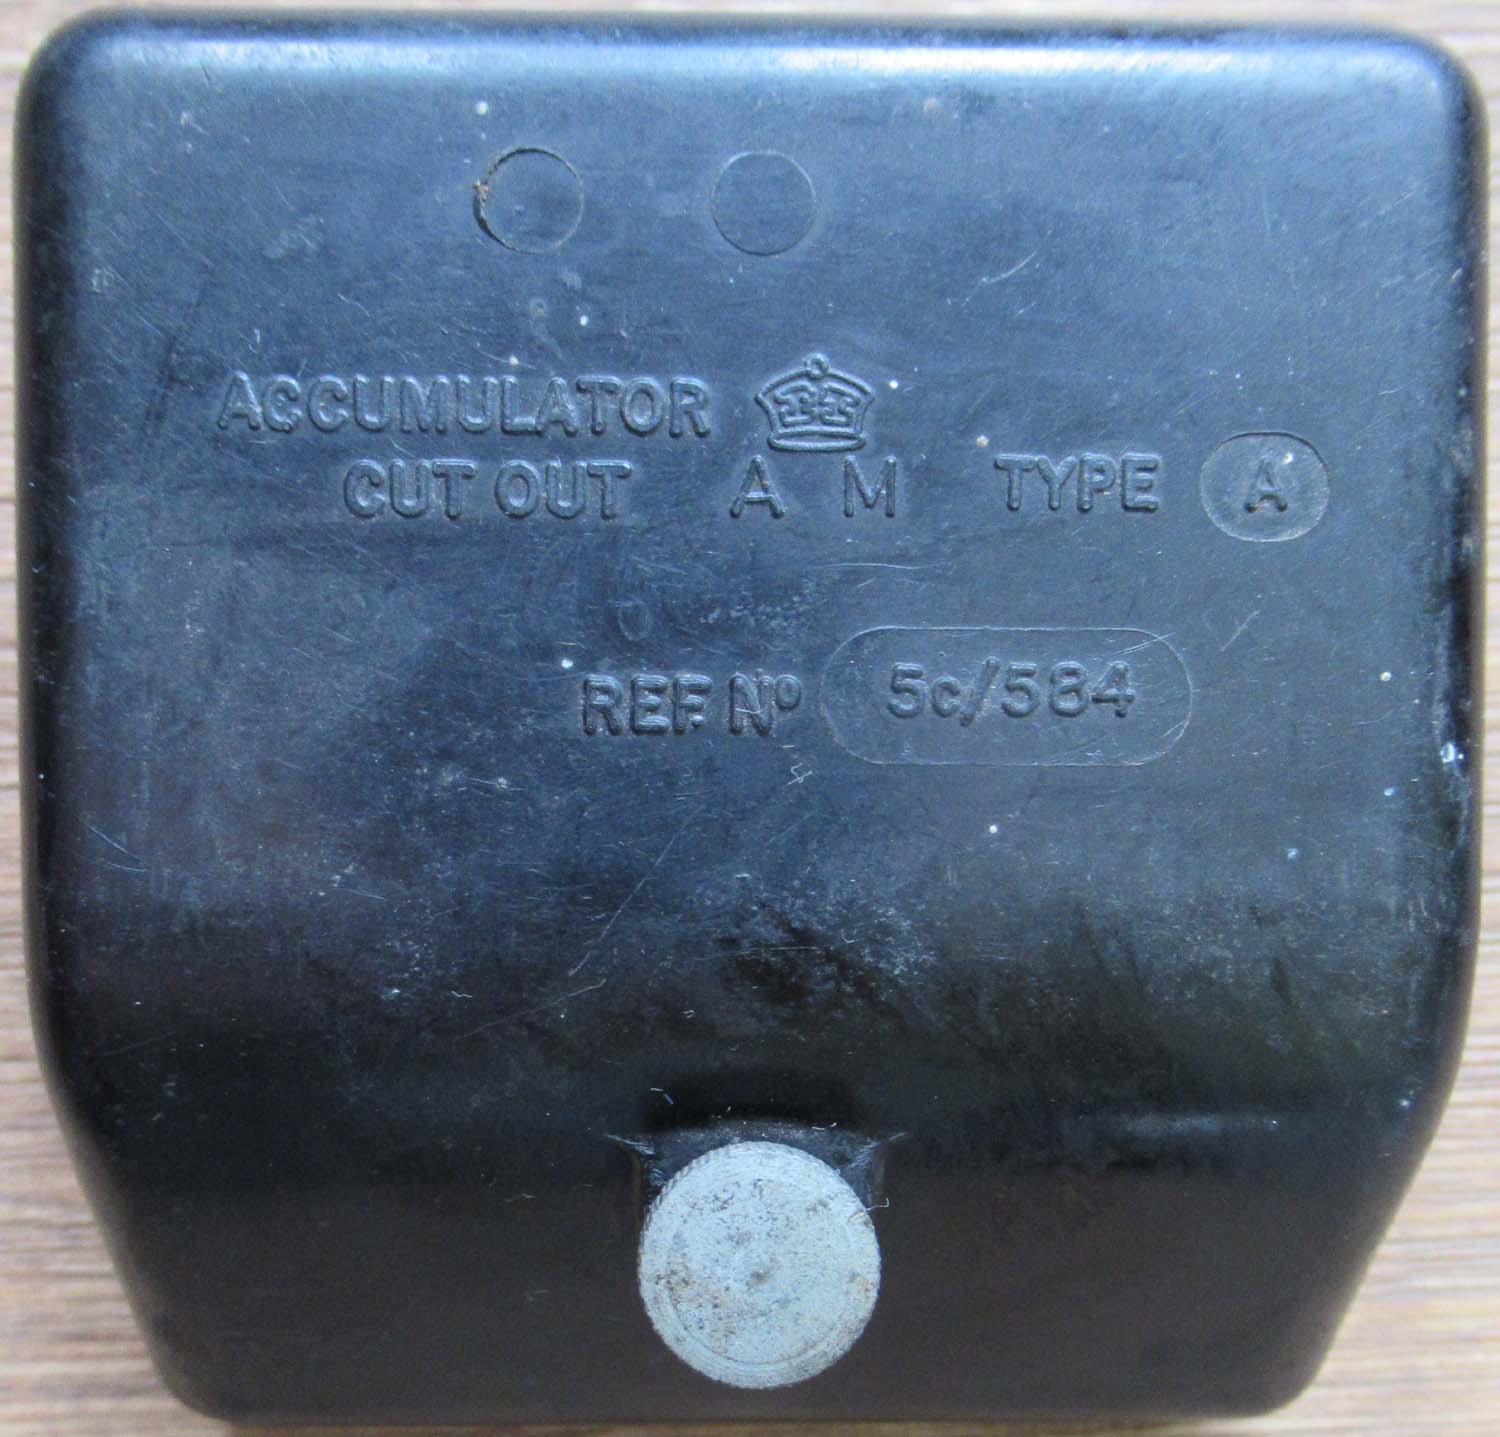 ACCUMULATOR
CUT OUT A M TYPE A
REF. Nº 5c/584